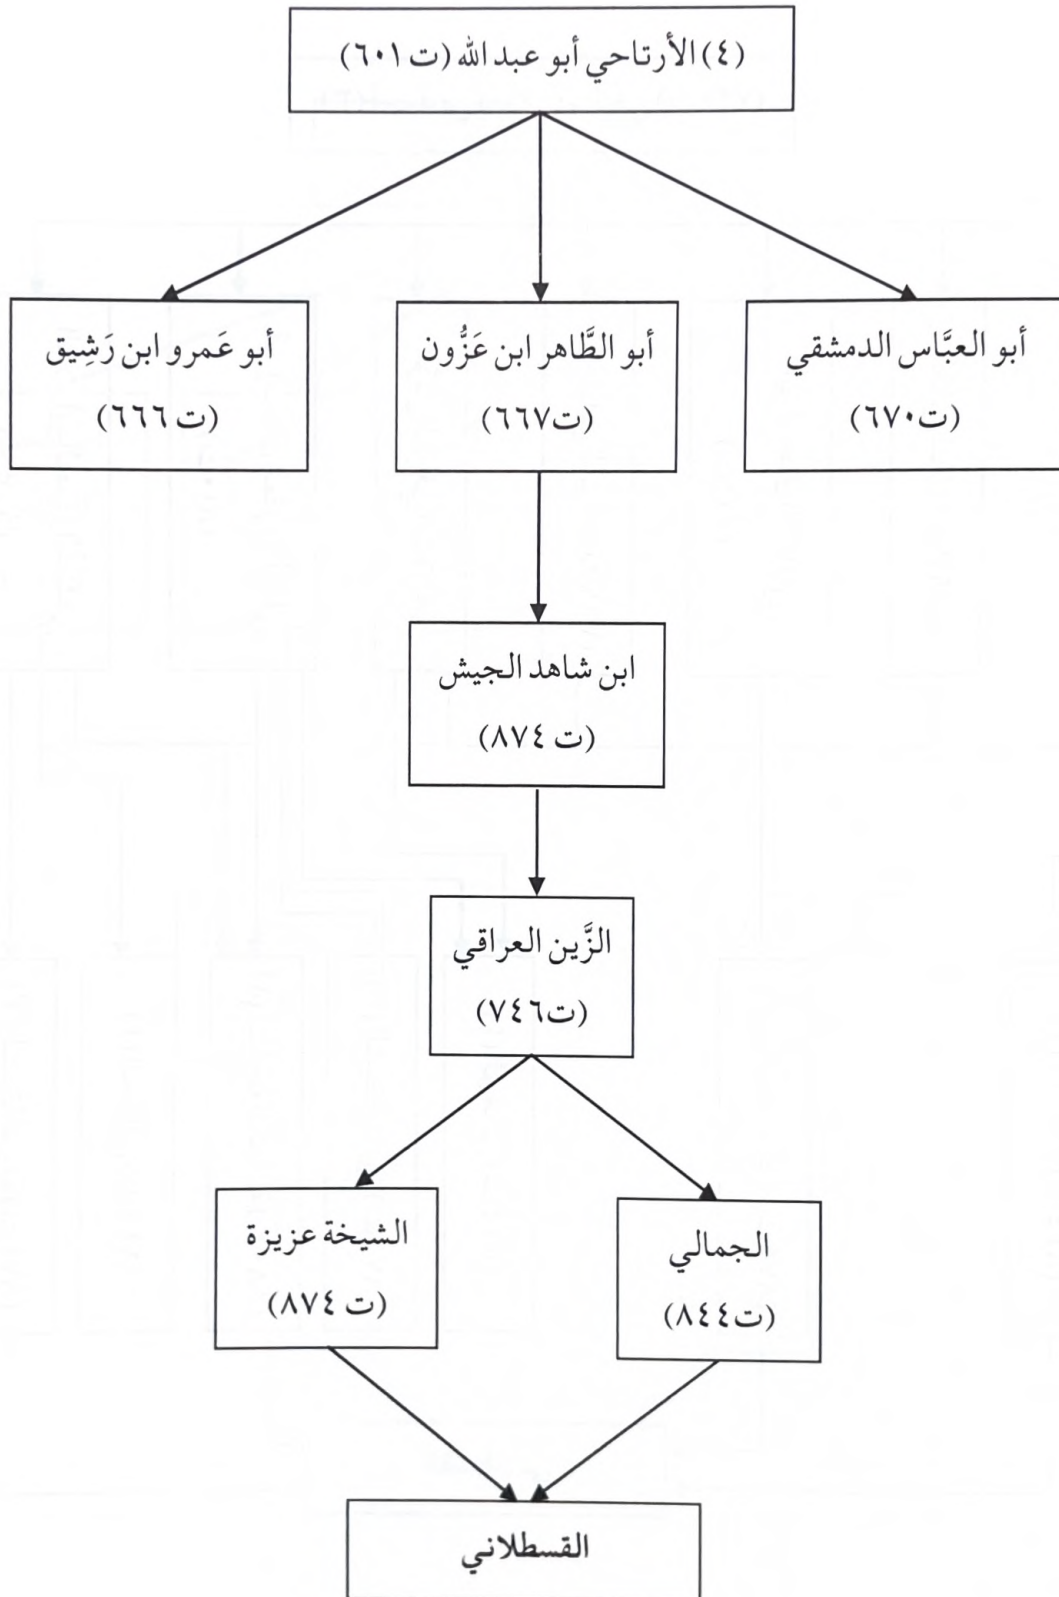 (٤) الأرتاحي أبو عبد الله (ت ٦٠١)
أبو العبَّاس الدمشقي
(ت٦٧٠)
أبو الطَّاهر ابن عَزُّون
(ت٦٦٧)
أبو عَمرو ابن رَشِيق
(ت ٦٦٦)
ابن شاهد الجيش
(ت ٨٧٤)
الزَّين العراقي
(ت٧٤٦)
الجمالي
(ت٨٤٤)
الشيخة عزيزة
(ت ٨٧٤)
القسطلاني